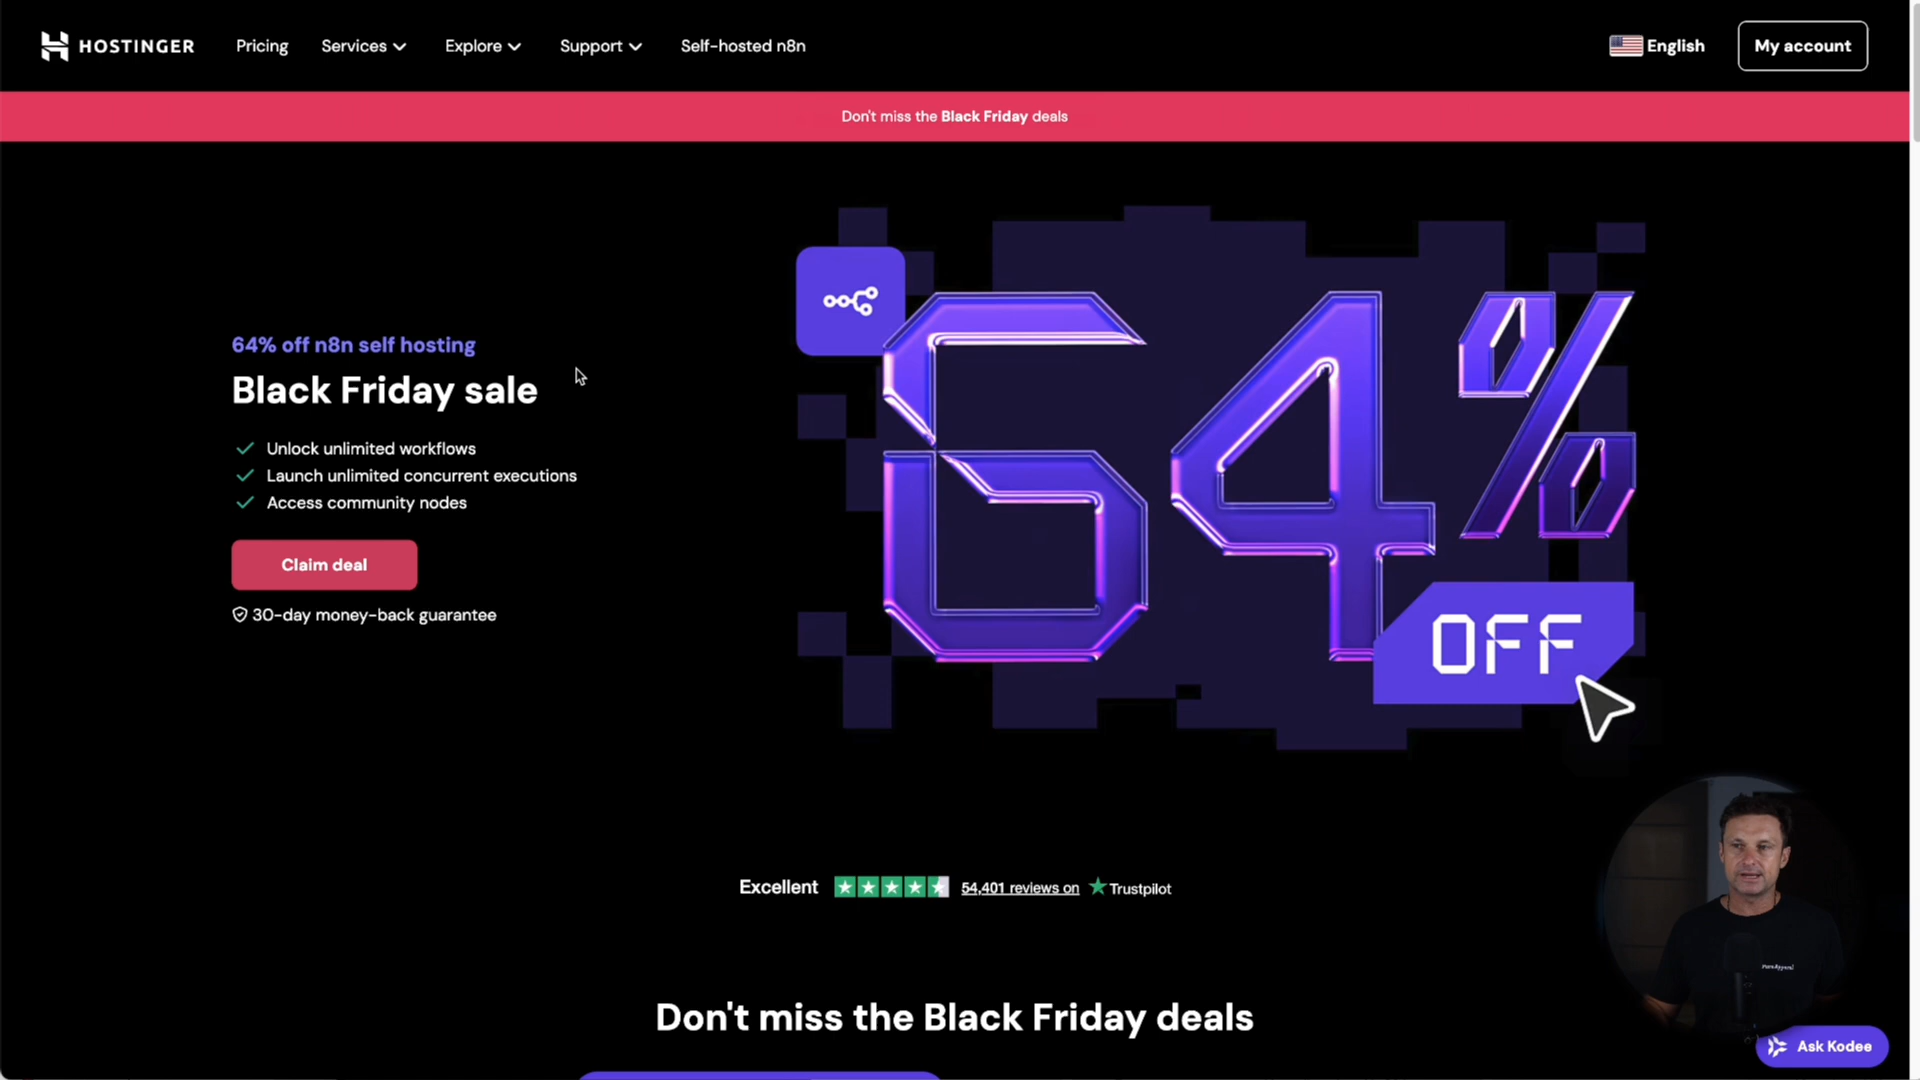 HOSTINGER
Pricing
Services
Explore
Support
Self-hosted n8n
English
My account
Don't miss the Black Friday deals
64% off n8n self hosting
Black Friday sale
Unlock unlimited workflows
Launch unlimited concurrent executions
Access community nodes
Claim deal
30-day money-back guarantee
64%
OFF
Excellent
54,401 reviews on
Trustpilot
Don't miss the Black Friday deals
Ask Kodee